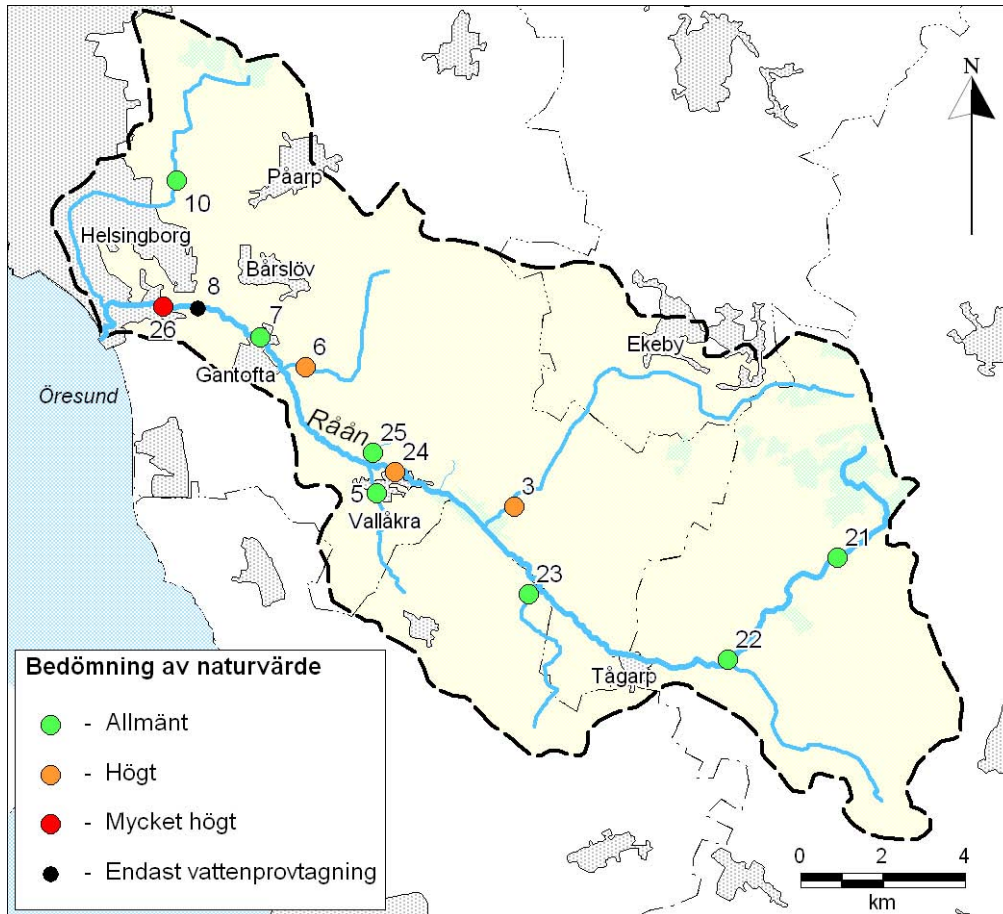 N
Påarp
10
Helsingborg
Bårslöv
8
26
7
Gantofta
6
Ekeby
Öresund
Råån
25
24
5
Vallåkra
3
21
23
22
Tågarp
Bedömning av naturvärde
- Allmänt
- Högt
- Mycket högt
- Endast vattenprovtagning
0 2 4
km